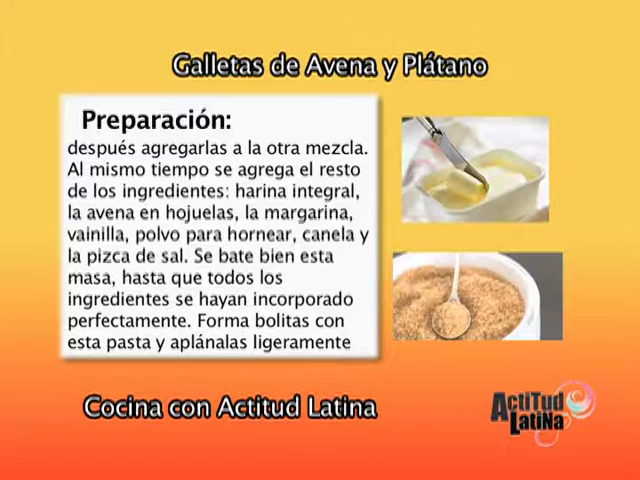 Galletas de Avena y Plátano
Preparación:
después agregarlas a la otra mezcla.
Al mismo tiempo se agrega el resto
de los ingredientes: harina integral,
la avena en hojuelas, la margarina,
vainilla, polvo para hornear, canela y
la pizca de sal. Se bate bien esta
masa, hasta que todos los
ingredientes se hayan incorporado
perfectamente. Forma bolitas con
esta pasta y aplánalas ligeramente
Cocina con Actitud Latina
ActiTud
LatiNa